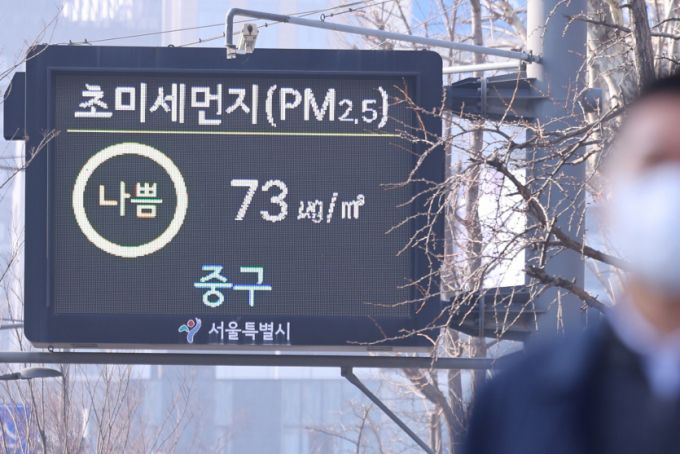 초미세먼지(PM2.5)
나쁨
73 ㎍/㎥
중구
서울특별시